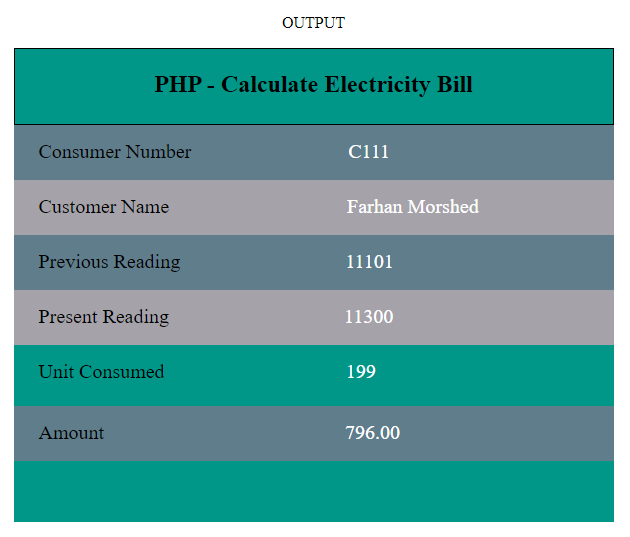 OUTPUT
PHP - Calculate Electricity Bill
Consumer Number C111
Customer Name Farhan Morshed
Previous Reading 11101
Present Reading 11300
Unit Consumed 199
Amount 796.00